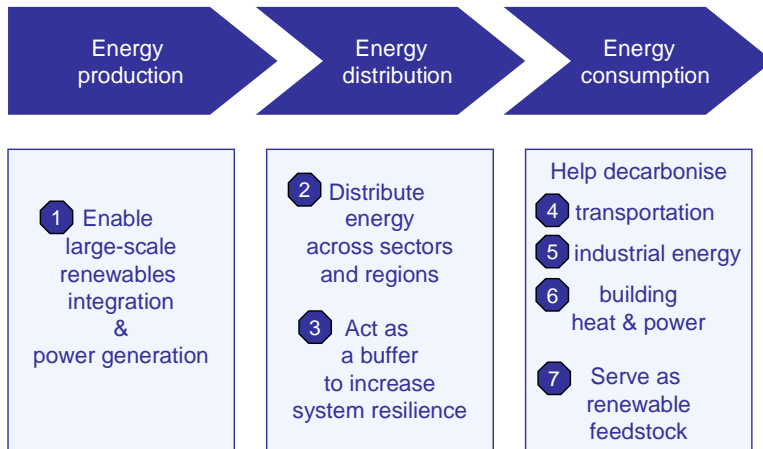 Energy
production
Energy
distribution
Energy
consumption
1 Enable
large-scale
renewables
integration
&
power generation
2 Distribute
energy
across sectors
and regions
3 Act as
a buffer
to increase
system resilience
Help decarbonise
4 transportation
5 industrial energy
6 building
heat & power
7 Serve as
renewable
feedstock